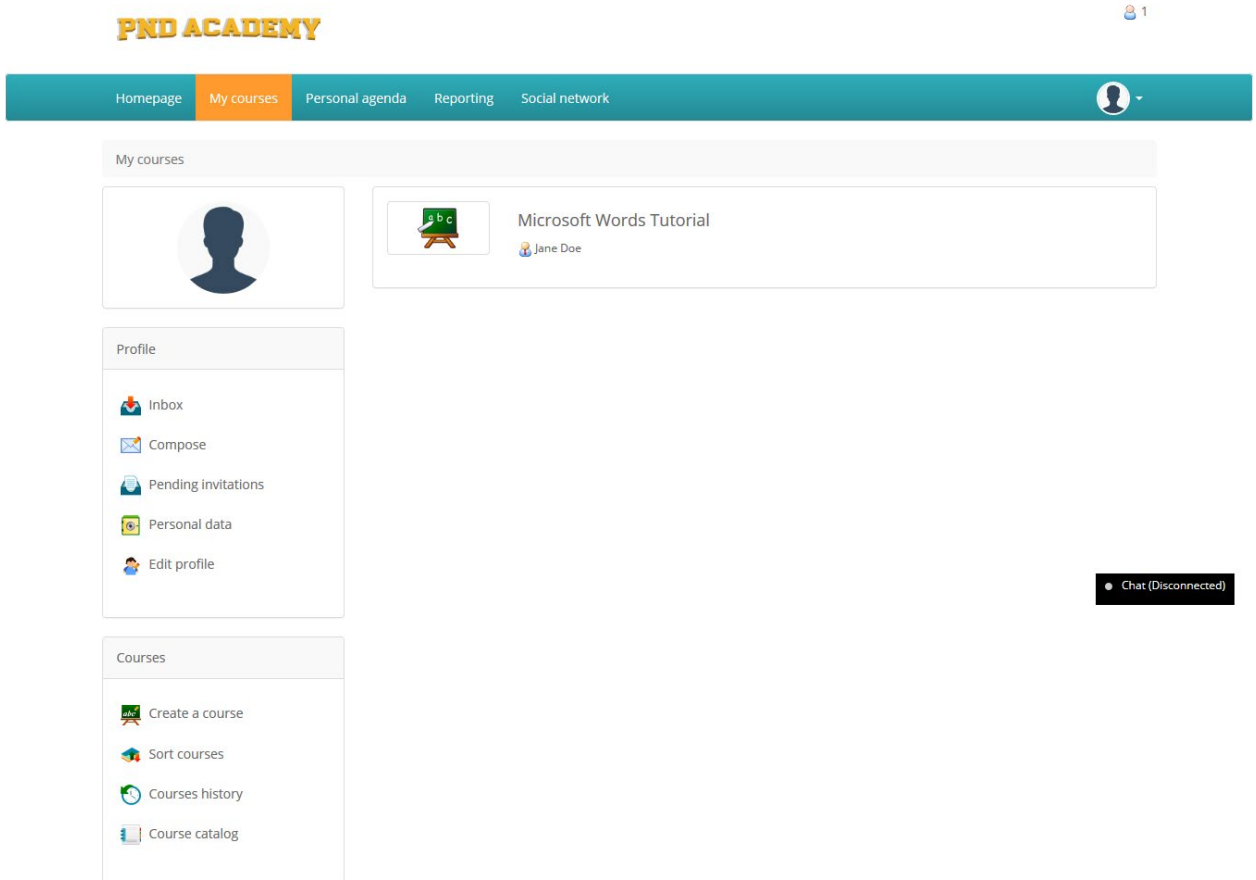 PND ACADEMY
1
Homepage My courses Personal agenda Reporting Social network
My courses
abc
Microsoft Words Tutorial
Jane Doe
Profile
Inbox
Compose
Pending invitations
Personal data
Edit profile
Chat (Disconnected)
Courses
abc
Create a course
Sort courses
Courses history
Course catalog